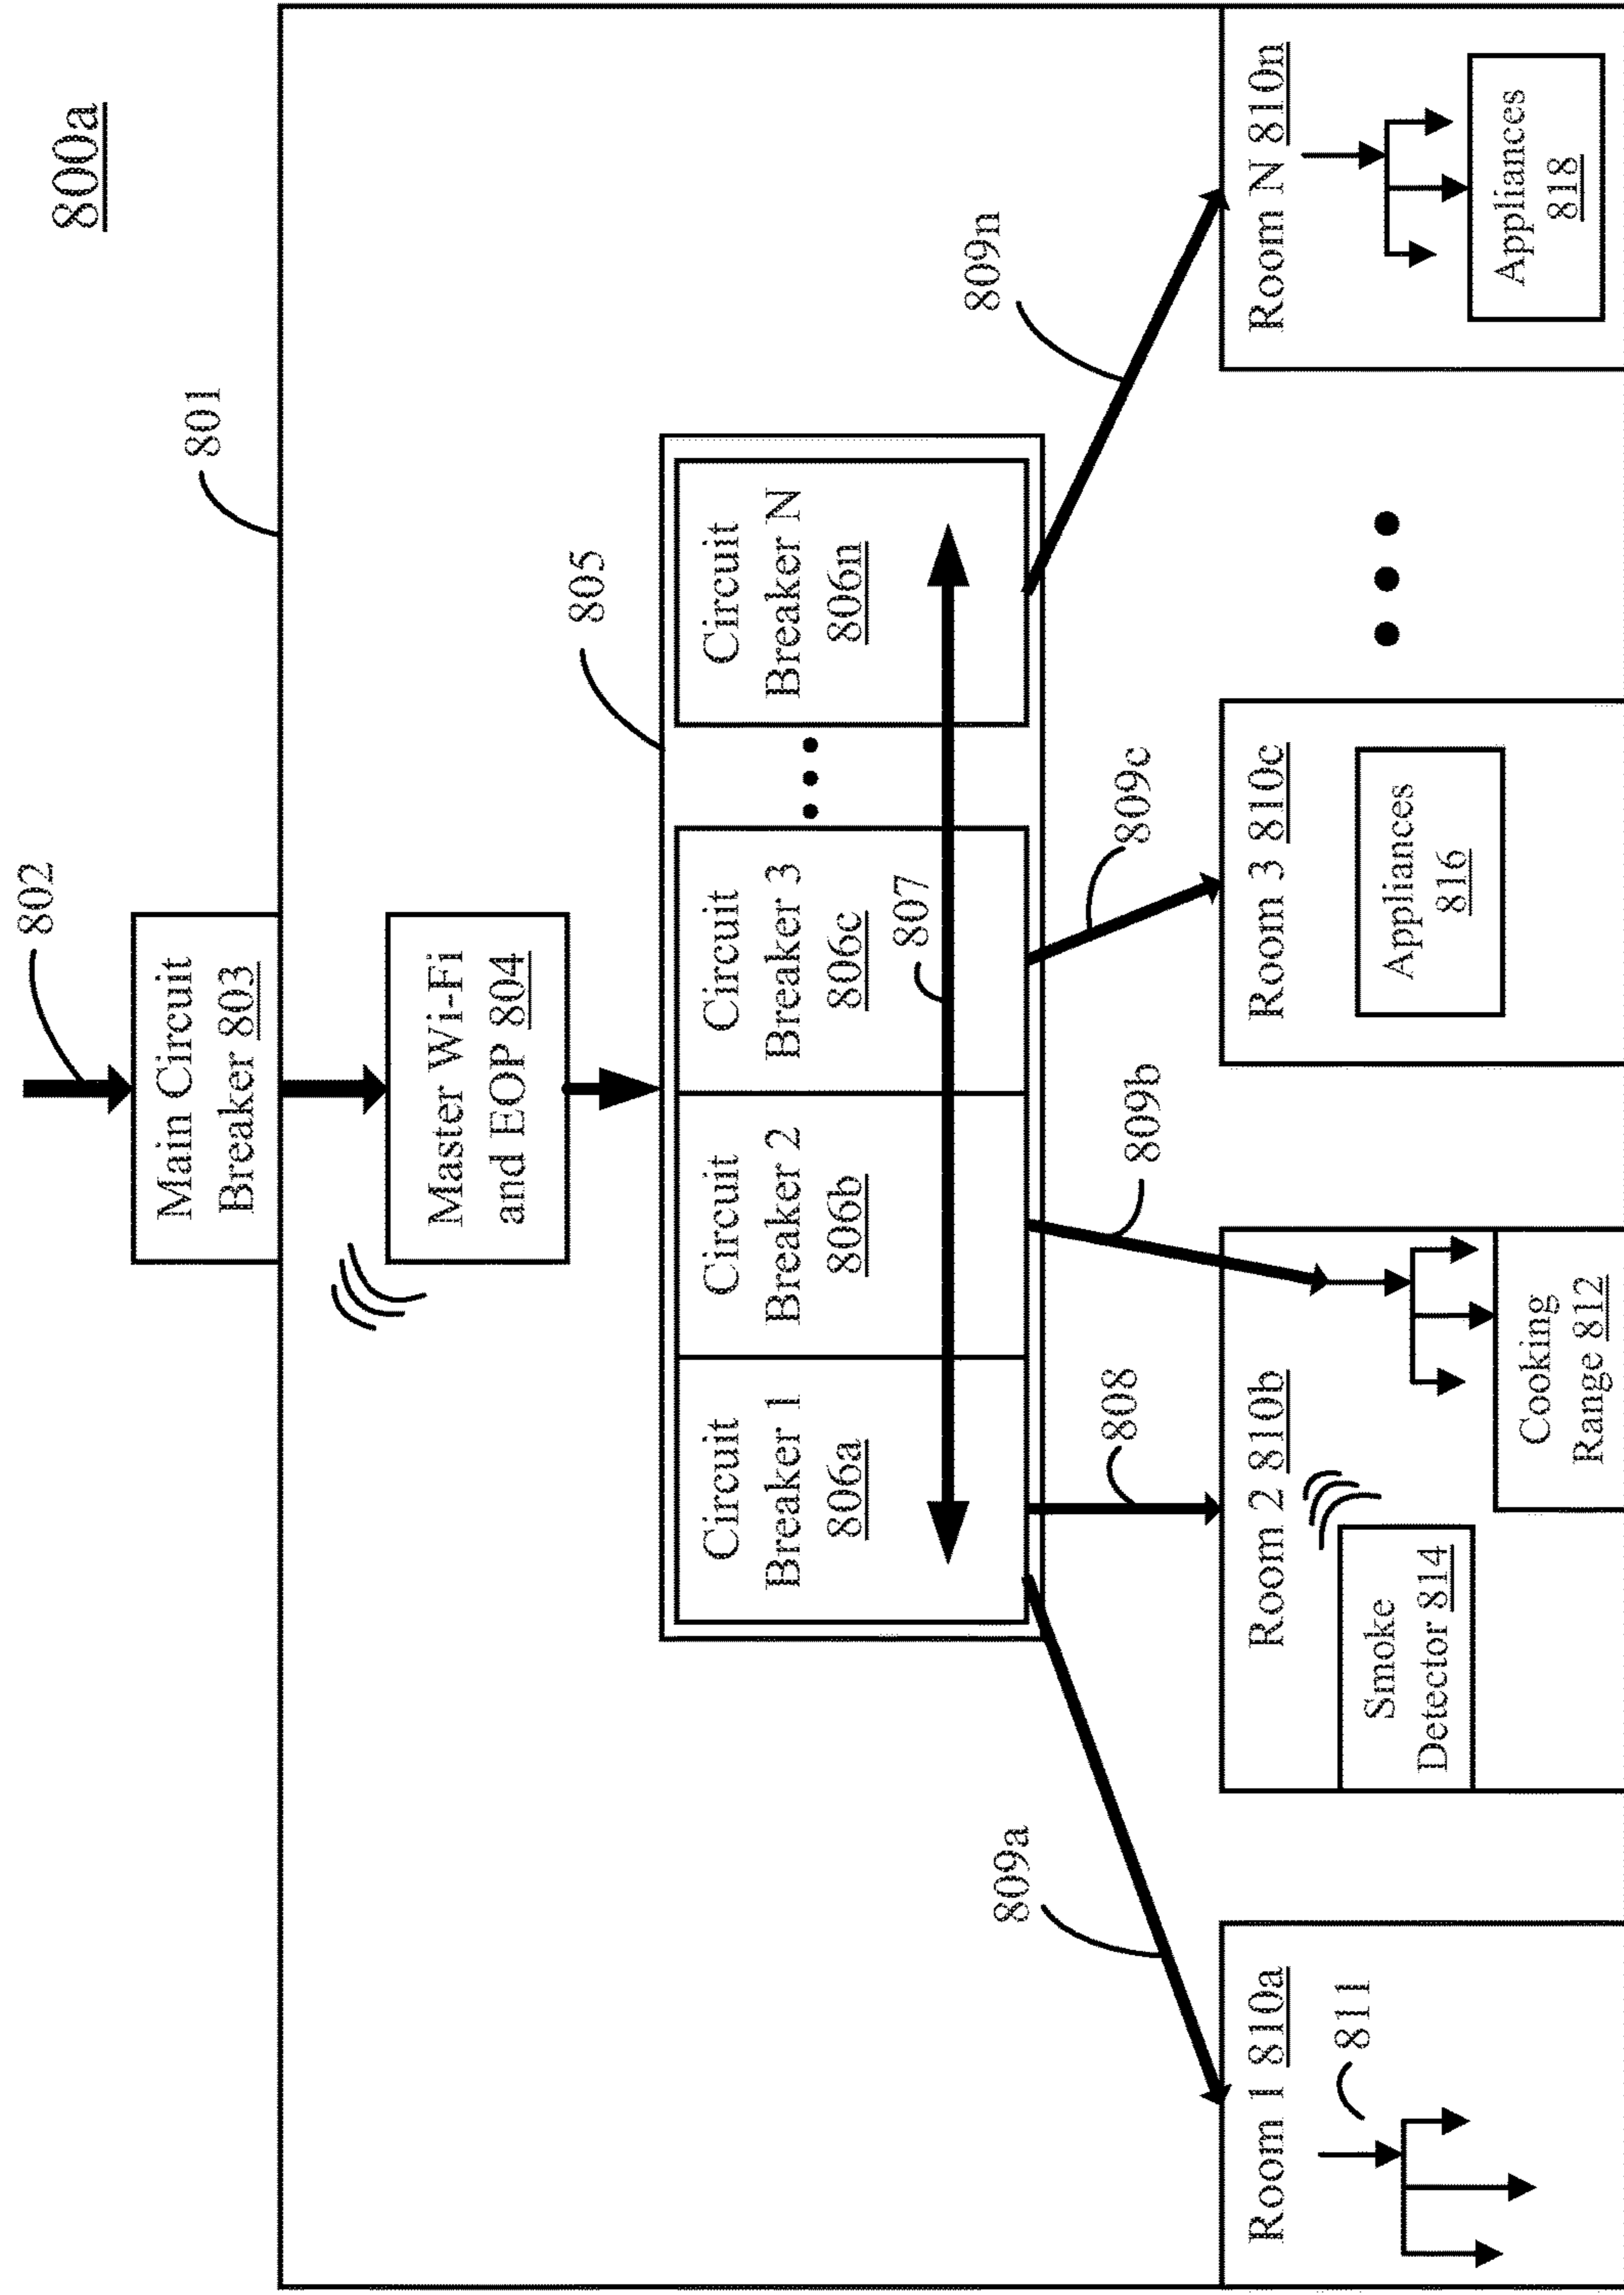 800a
802
Main Circuit
Breaker 803
801
Master Wi-Fi
and EOP 804
805
Circuit
Breaker 1
806a
Circuit
Breaker 2
806b
Circuit
Breaker 3
806c
Circuit
Breaker N
806n
807
809a
808
809b
809c
809n
Room 1 810a
811
Room 2 810b
Smoke
Detector 814
Cooking
Range 812
Room 3 810c
Appliances
816
Room N 810n
Appliances
818